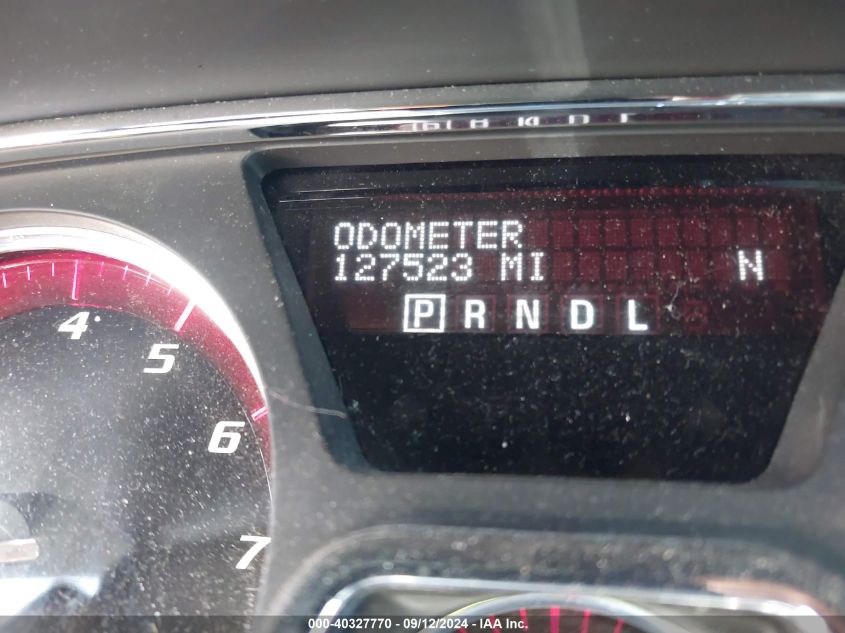 ODOMETER
127523 MI N
P R N D L
4
5
6
7
000-40327770 - 09/12/2024 - IAA Inc.